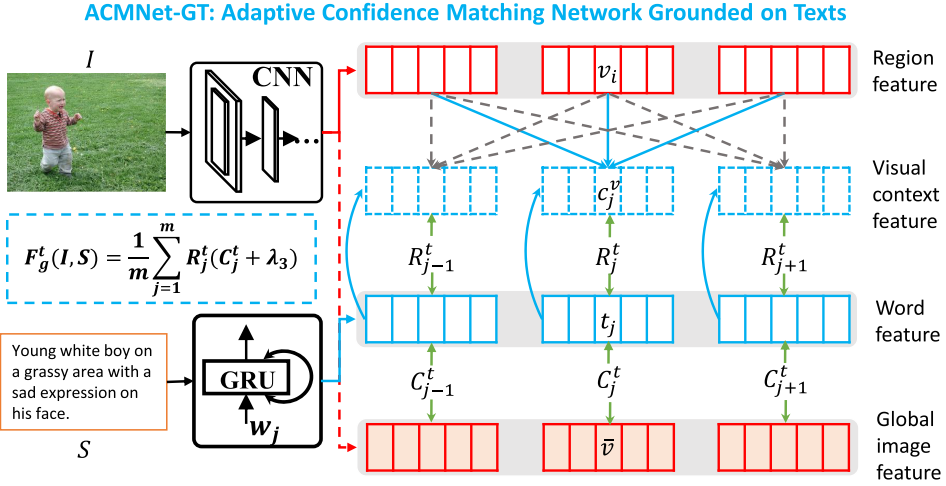 ACMNet-GT: Adaptive Confidence Matching Network Grounded on Texts
I
CNN
...
v_i
Region
feature
c_j^v
Visual
context
feature
F_g^t(I, S) = \frac{1}{m} \sum_{j=1}^{m} R_j^t(C_j^t + λ_3)
R_{j-1}^t
R_j^t
R_{j+1}^t
t_j
Word
feature
Young white boy on
a grassy area with a
sad expression on
his face.
S
GRU
w_j
C_{j-1}^t
C_j^t
C_{j+1}^t
v̄
Global
image
feature